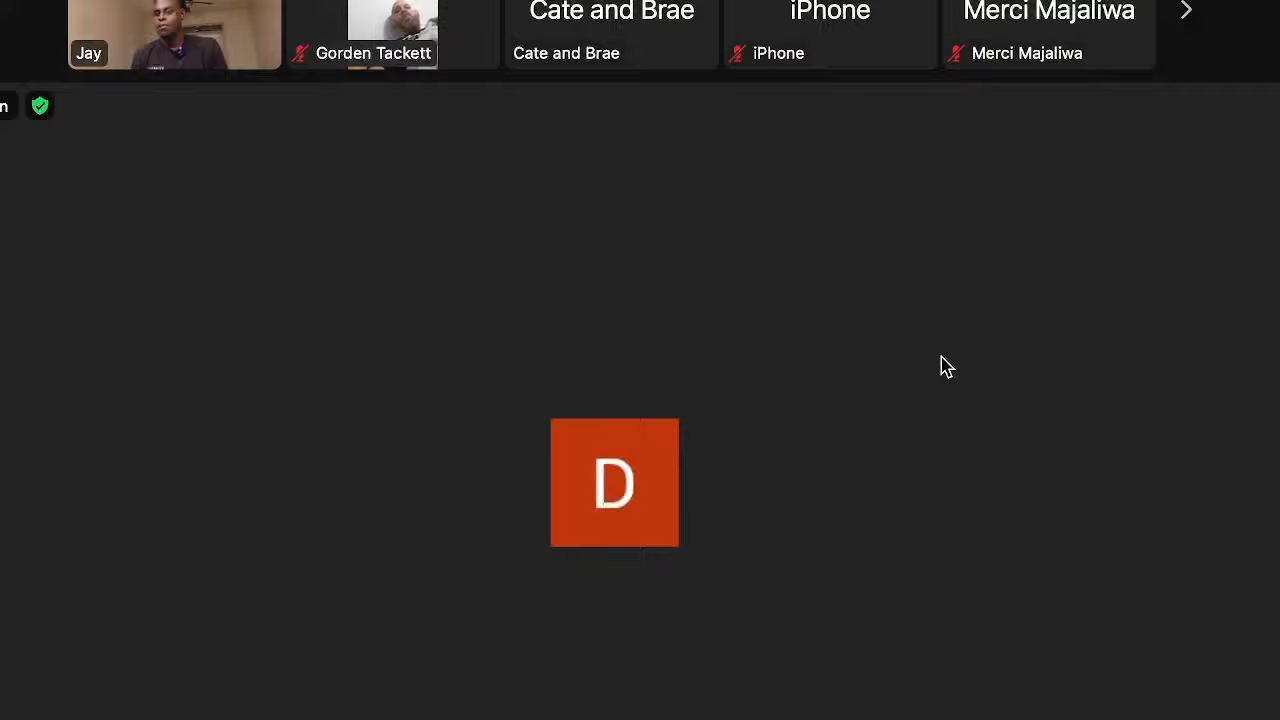 Cate and Brae
iPhone
Merci Majaliwa
Jay
Gorden Tackett
Cate and Brae
iPhone
Merci Majaliwa
n
D